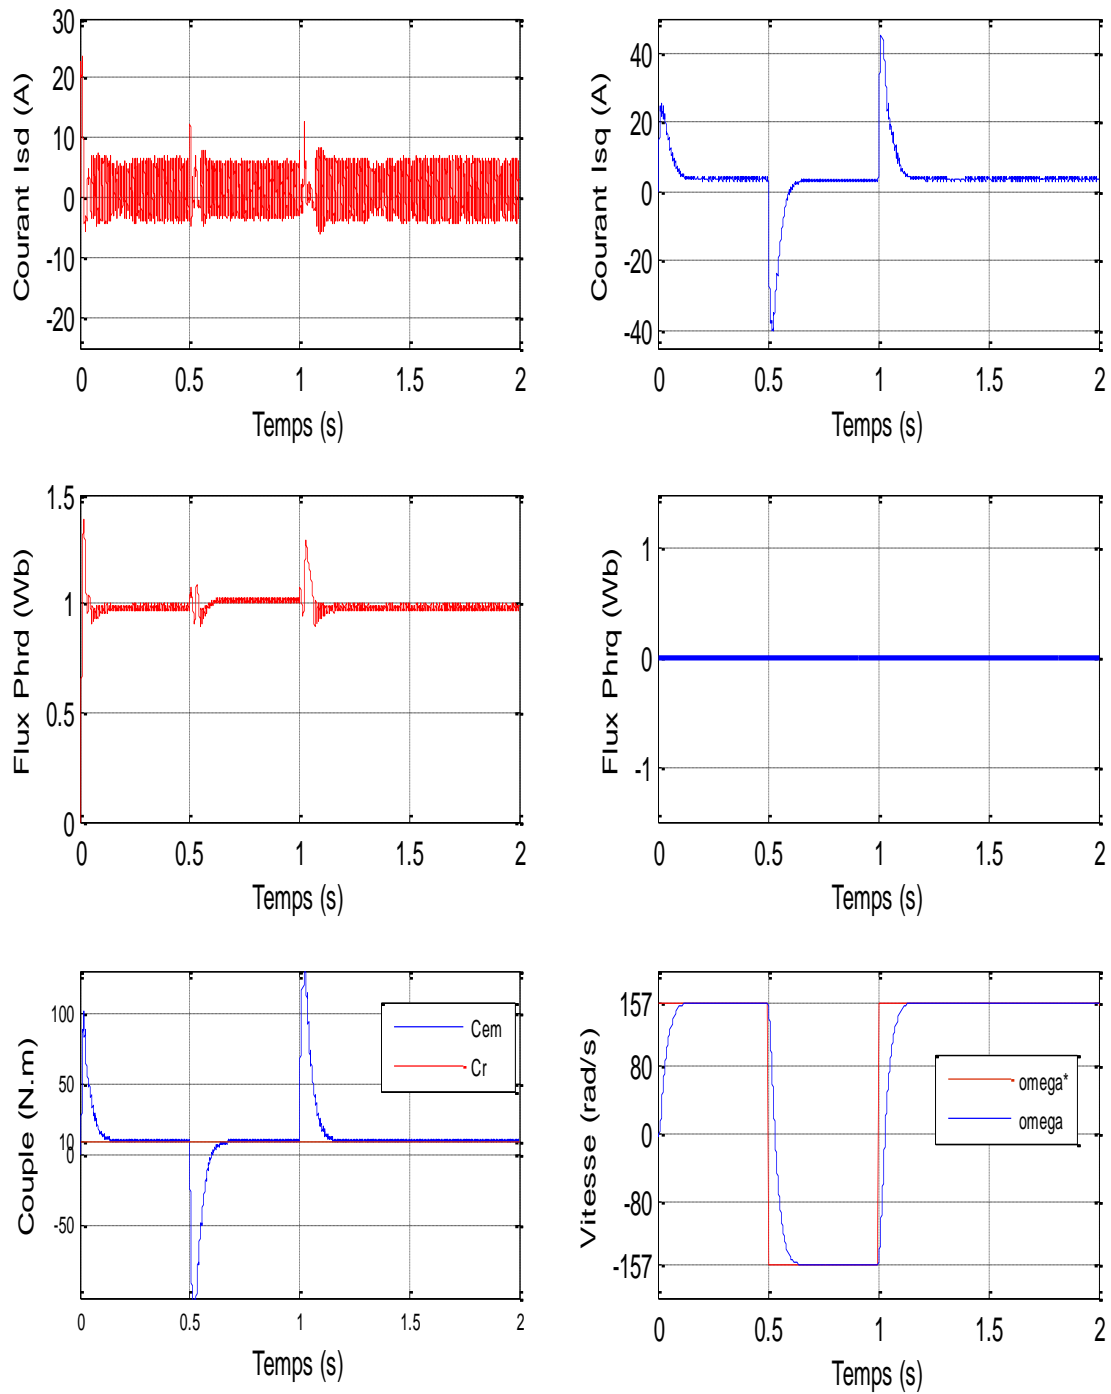 30
20
10
0
-10
-20
Courant Isd (A)
0 0.5 1 1.5 2
Temps (s)
40
20
0
-20
-40
Courant Isq (A)
0 0.5 1 1.5 2
Temps (s)
1.5
1
0.5
0
Flux Phrd (Wb)
0 0.5 1 1.5 2
Temps (s)
1
0
-1
Flux Phrq (Wb)
0 0.5 1 1.5 2
Temps (s)
100
50
10
0
-50
Couple (N.m)
Cem
Cr
0 0.5 1 1.5 2
Temps (s)
157
80
0
-80
-157
Vitesse (rad/s)
omega*
omega
0 0.5 1 1.5 2
Temps (s)